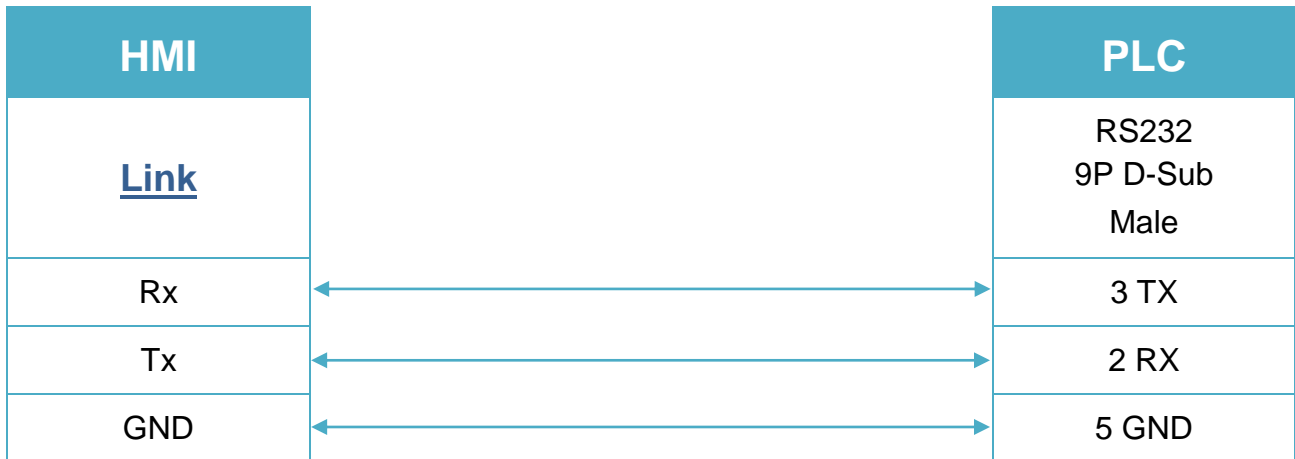 HMI
PLC
Link
RS232
9P D-Sub
Male
Rx
3 TX
Tx
2 RX
GND
5 GND